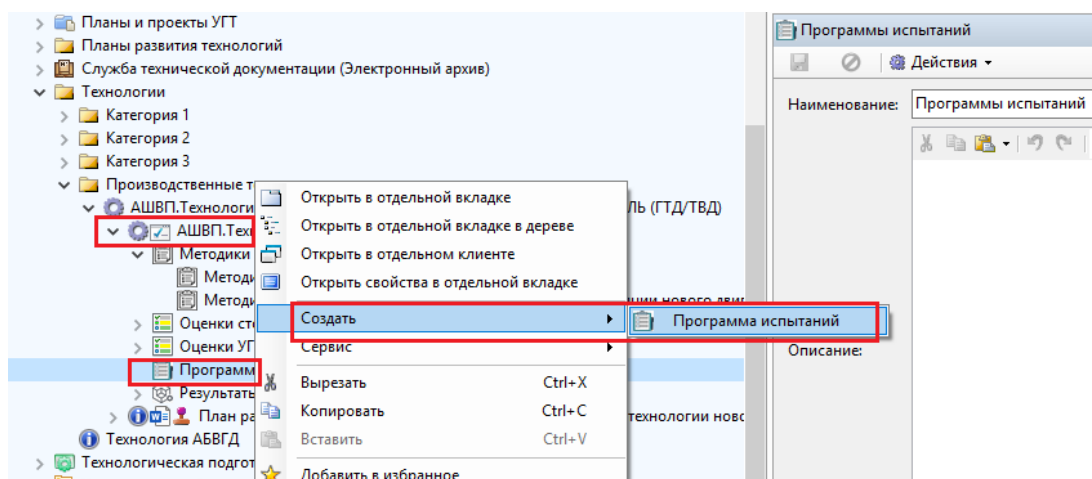 Планы и проекты УГТ
Планы развития технологий
Служба технической документации (Электронный архив)
Технологии
Категория 1
Категория 2
Категория 3
Производственные
АШВП.Технологи ЛЬ (ГТД/ТВД)
АШВП.Тех
Методики
Методи
Методи ции нового двиг
Оценки
Оценки УГ
Программ
Результать
План ра технологии ново
Технология АБВГД
Технологическая подгот
Открыть в отдельной вкладке
Открыть в отдельной вкладке в дереве
Открыть в отдельном клиенте
Открыть свойства в отдельной вкладке
Создать
Сервис
Вырезать Ctrl+X
Копировать Ctrl+C
Вставить Ctrl+V
Добавить в избранное
Программа испытаний
Программы испытаний
Действия
Наименование: Программы испытаний
Описание: